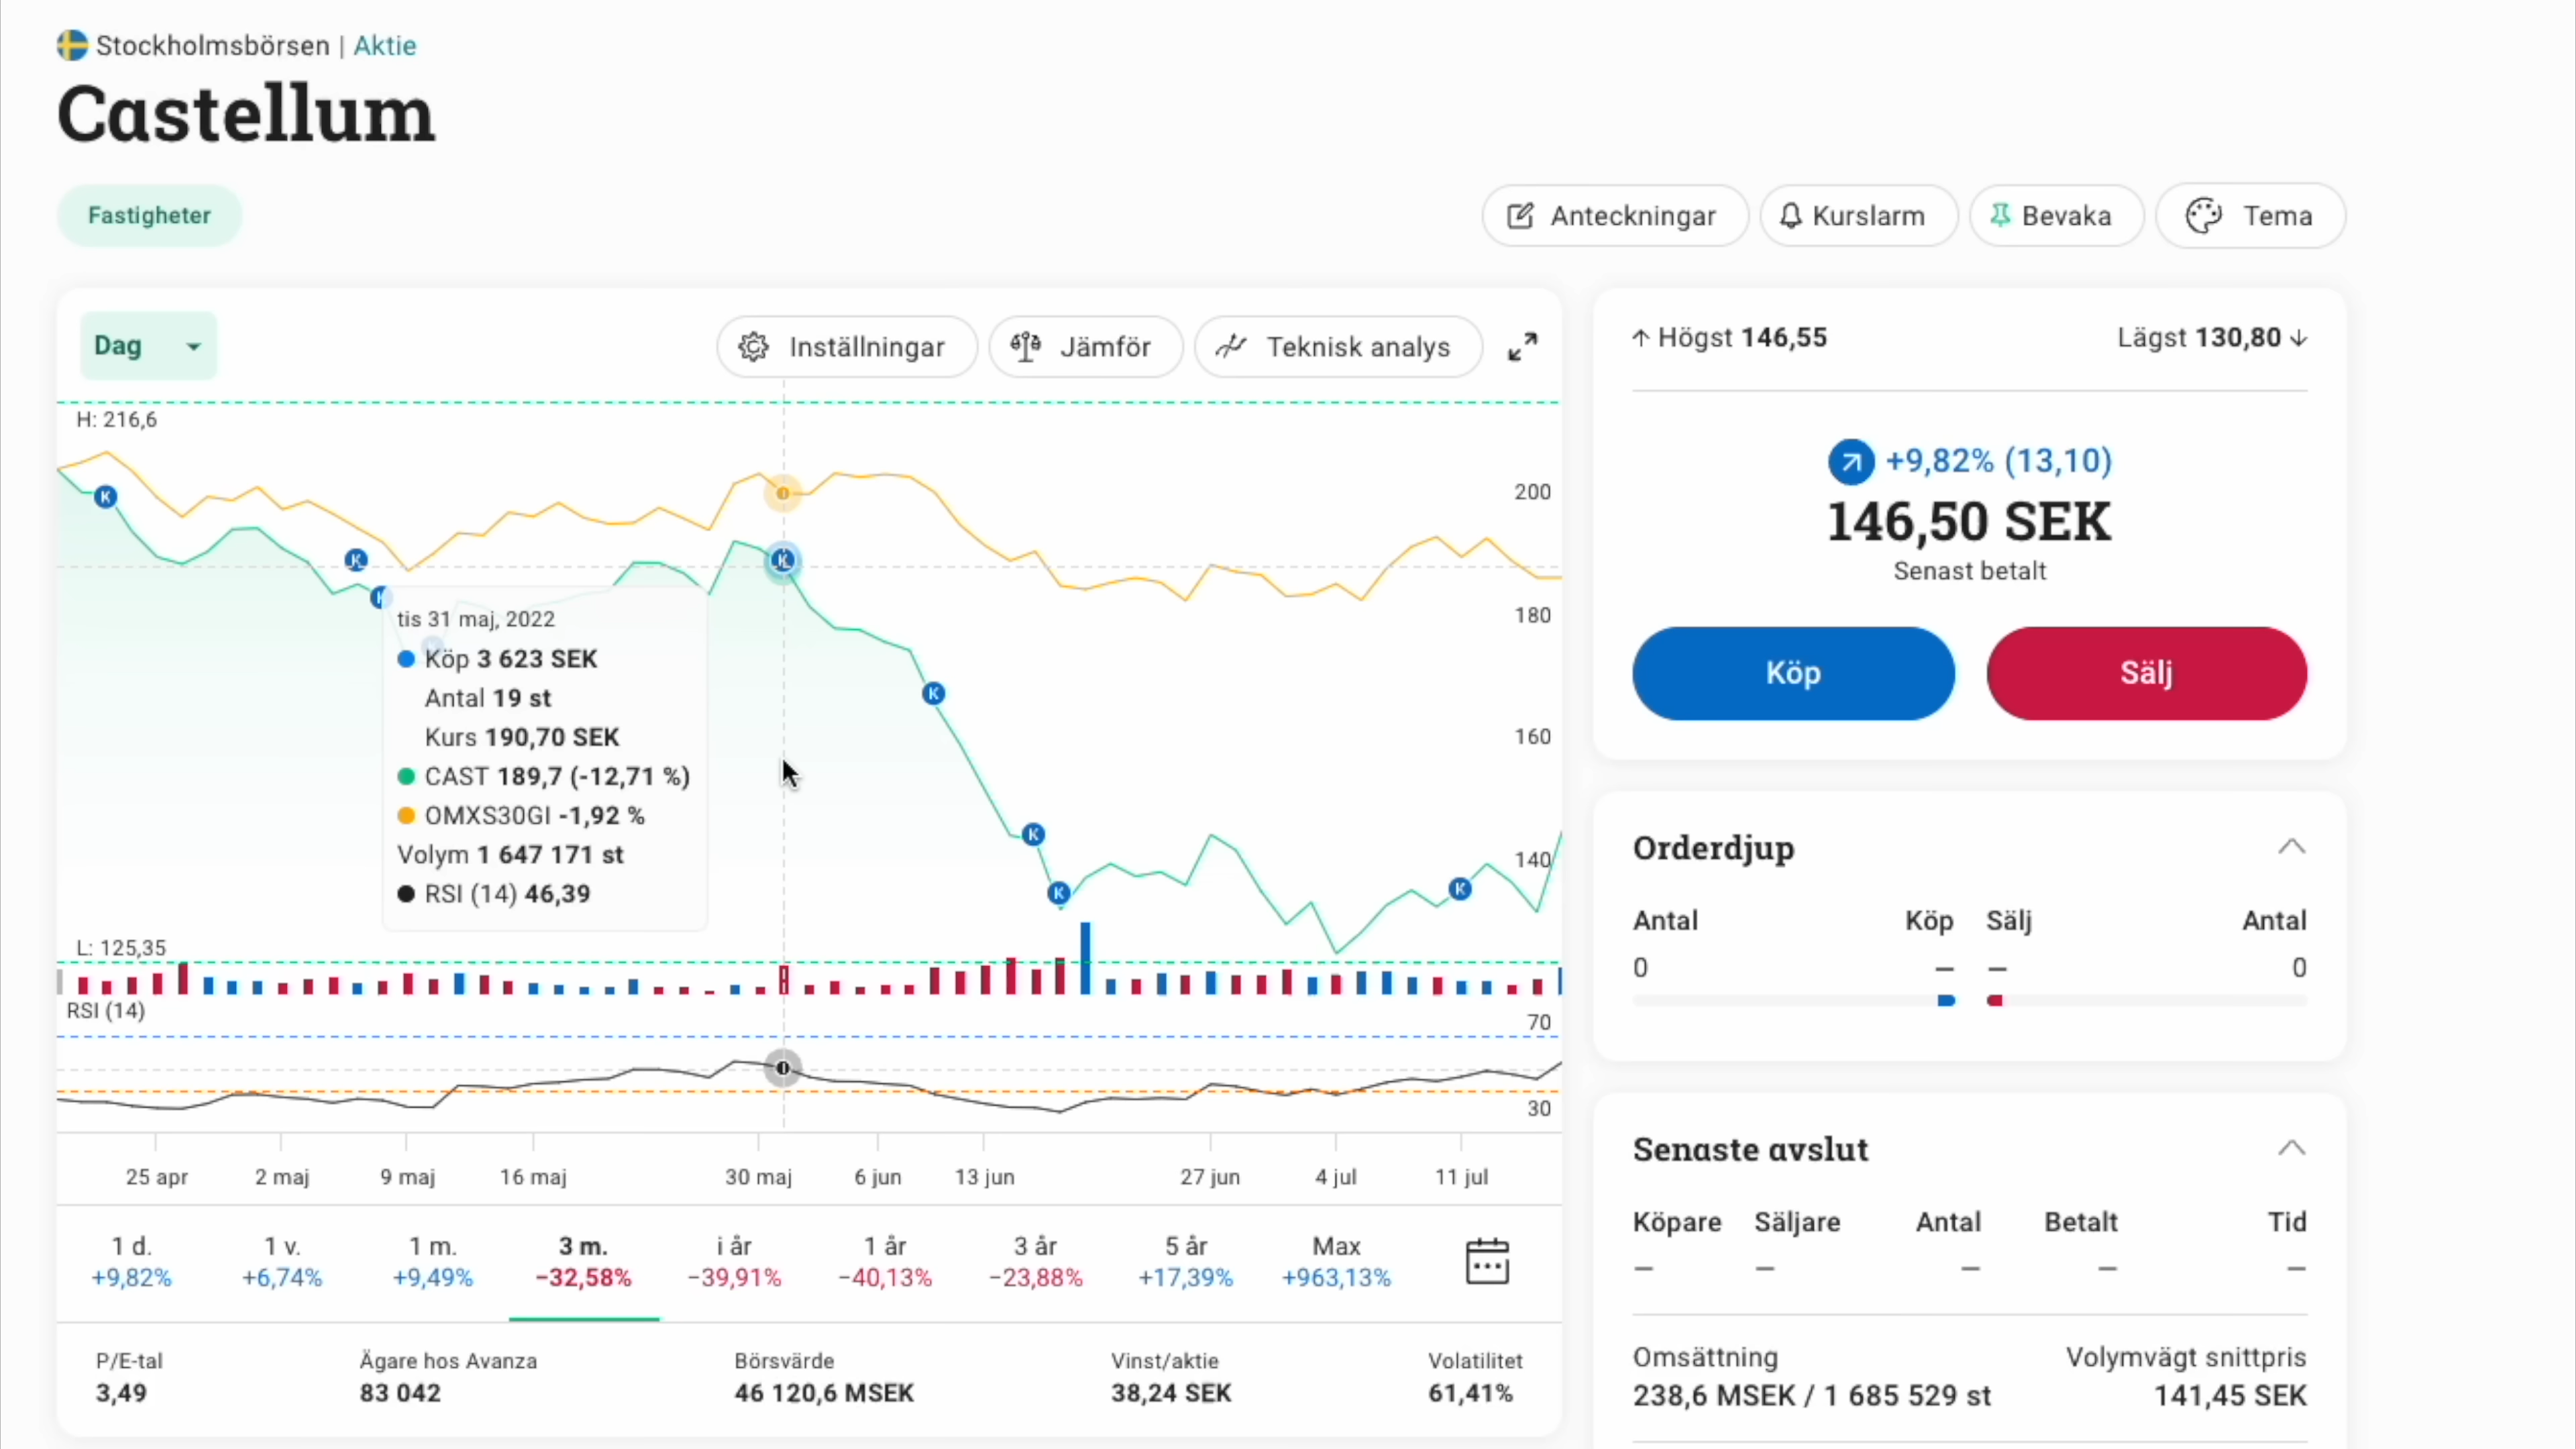 Stockholmsbörsen | Aktie
Castellum
Fastigheter
Anteckningar
Kurslarm
Bevaka
Tema
Dag
Inställningar
Jämför
Teknisk analys
H: 216,6
200
180
160
140
K
K
K
K
K
K
K
K
tis 31 maj, 2022
Köp 3 623 SEK
Antal 19 st
Kurs 190,70 SEK
CAST 189,7 (-12,71 %)
OMXS30GI -1,92 %
Volym 1 647 171 st
RSI (14) 46,39
L: 125,35
RSI (14)
70
30
25 apr 2 maj 9 maj 16 maj 30 maj 6 jun 13 jun 27 jun 4 jul 11 jul
1 d. 1 v. 1 m. 3 m. i år 1 år 3 år 5 år Max
+9,82% +6,74% +9,49% −32,58% −39,91% −40,13% −23,88% +17,39% +963,13%
P/E-tal Ägare hos Avanza Börsvärde Vinst/aktie Volatilitet
3,49 83 042 46 120,6 MSEK 38,24 SEK 61,41%
↑ Högst 146,55 Lägst 130,80 ↓
+9,82% (13,10)
146,50 SEK
Senast betalt
Köp Sälj
Orderdjup
Antal Köp Sälj Antal
0 – – 0
Senaste avslut
Köpare Säljare Antal Betalt Tid
– – – – –
Omsättning Volymvägt snittpris
238,6 MSEK / 1 685 529 st 141,45 SEK